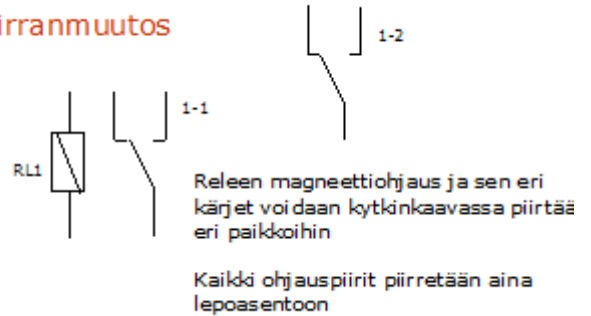 irranmuutos
1-2
1-1
RL1
Releen magneettiohjaus ja sen eri
kärjet voidaan kytkinkaavassa piirtää
eri paikkoihin
Kaikki ohjauspiirit piirretään aina
lepoasentoon